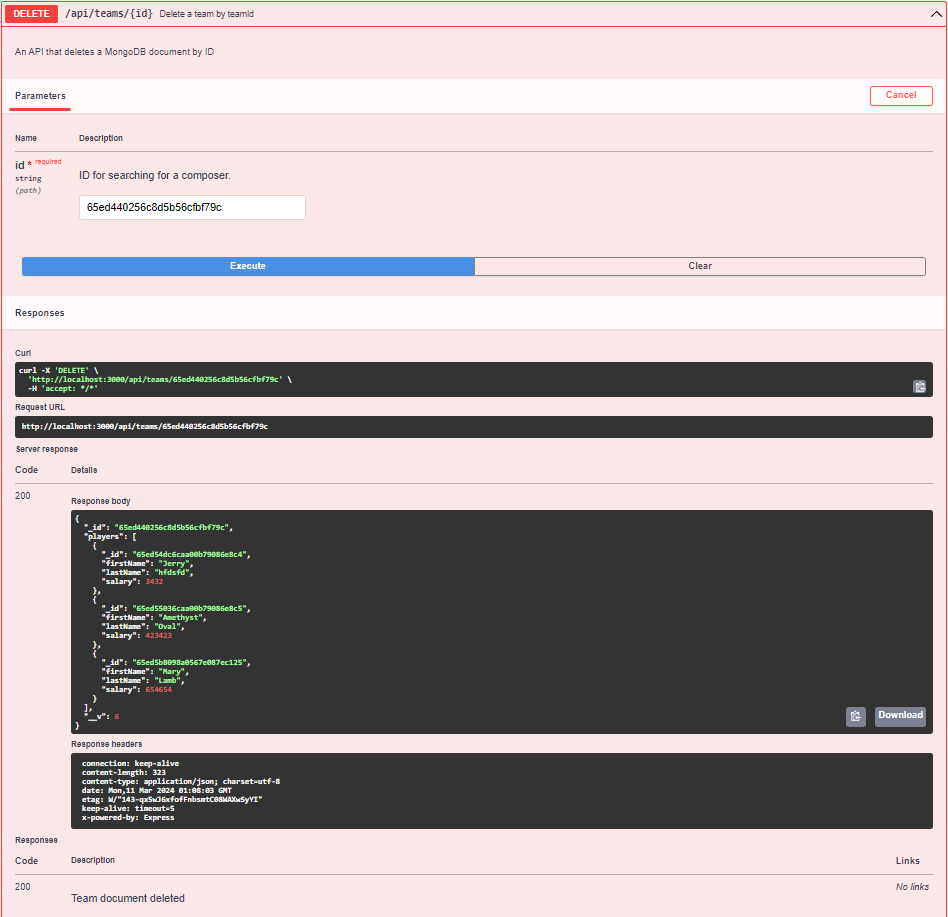 DELETE /api/teams/{id} Delete a team by teamId
An API that deletes a MongoDB document by ID
Parameters
Cancel
Name Description
id * required
string
(path)
ID for searching for a composer.
65ed440256c8d5b56cfbf79c
Execute Clear
Responses
Curl
curl -X 'DELETE' \
'http://localhost:3000/api/teams/65ed440256c8d5b56cfbf79c' \
-H 'accept: */*'
Request URL
http://localhost:3000/api/teams/65ed440256c8d5b56cfbf79c
Server response
Code Details
200
Response body
{
"_id": "65ed440256c8d5b56cfbf79c",
"players": [
{
"_id": "65ed54dc6caa00b79086e8c4",
"firstName": "Jerry",
"lastName": "hfdsfd",
"salary": 3432
},
{
"_id": "65ed55036caa00b79086e8c5",
"firstName": "Amethyst",
"lastName": "Oval",
"salary": 423423
},
{
"_id": "65ed5b8098a0567e087ec125",
"firstName": "Mary",
"lastName": "Lamb",
"salary": 654654
}
],
"__v": 6
}
Download
Response headers
connection: keep-alive
content-length: 323
content-type: application/json; charset=utf-8
date: Mon,11 Mar 2024 01:08:03 GMT
etag: W/"143-qx5wJ6xfofFnbsmtC08WAXwSyYI"
keep-alive: timeout=5
x-powered-by: Express
Responses
Code Description Links
200
Team document deleted
No links